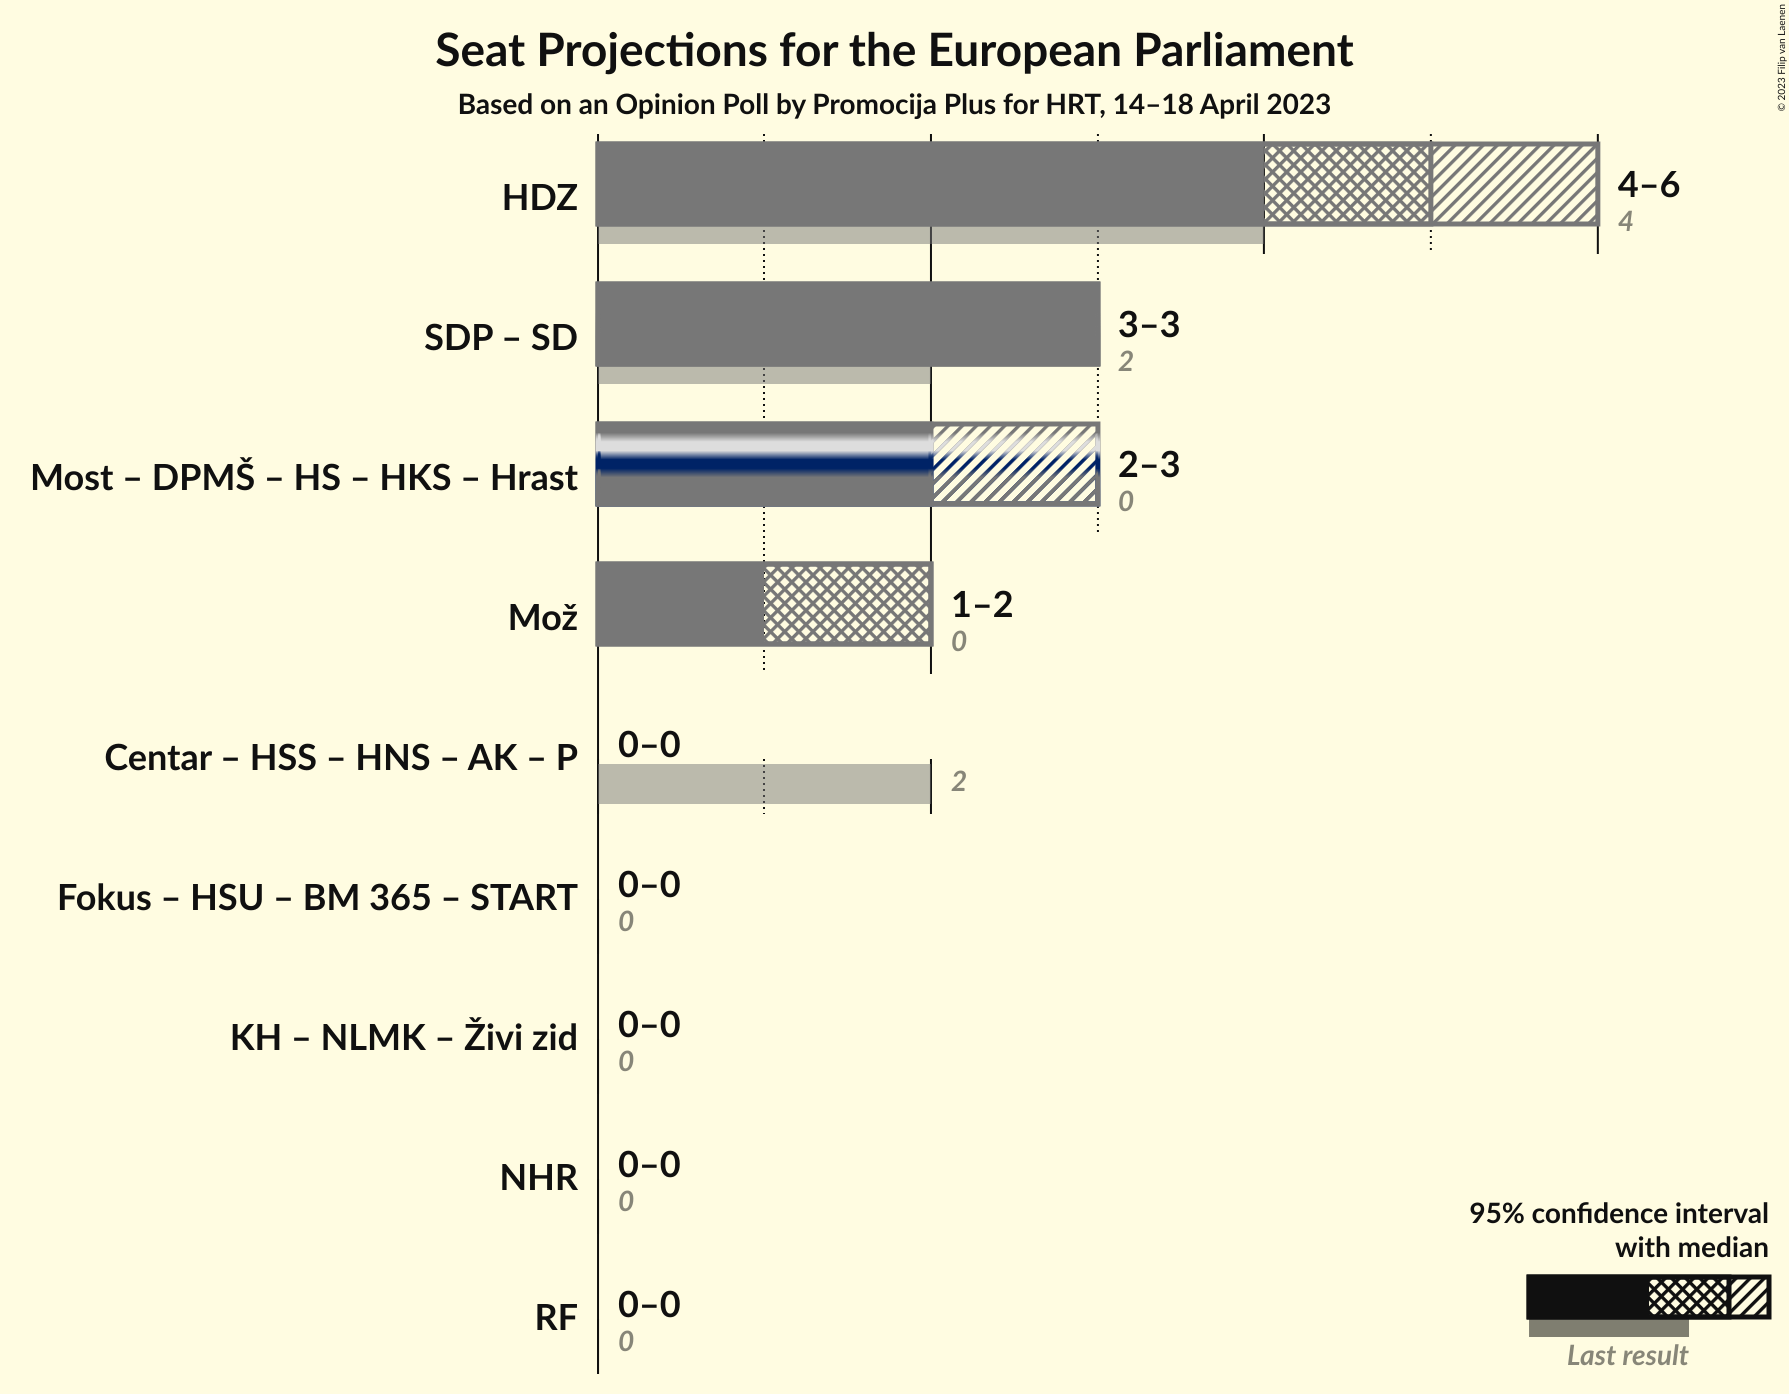 Seat Projections for the European Parliament
Based on an Opinion Poll by Promocija Plus for HRT, 14–18 April 2023
© 2023 Filip van Laenen
HDZ
4–6
4
SDP – SD
3–3
2
Most – DPMŠ – HS – HKS – Hrast
2–3
0
Mož
1–2
0
Centar – HSS – HNS – AK – P
0–0
2
Fokus – HSU – BM 365 – START
0–0
0
KH – NLMK – Živi zid
0–0
0
NHR
0–0
0
RF
0–0
0
95% confidence interval
with median
Last result